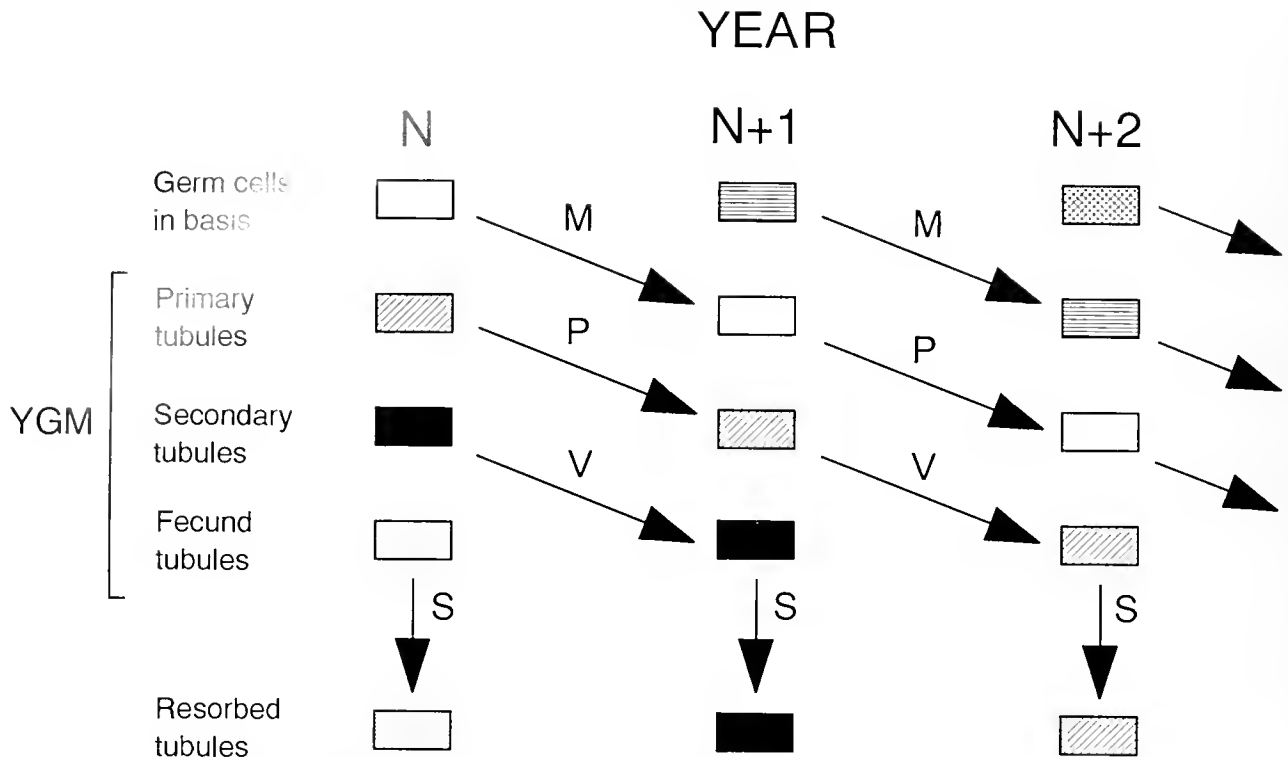 YEAR
N N+1 N+2
Germ cells
in basis
M M
Primary
tubules
P P
YGM
Secondary
tubules
V V
Fecund
tubules
S S S
Resorbed
tubules